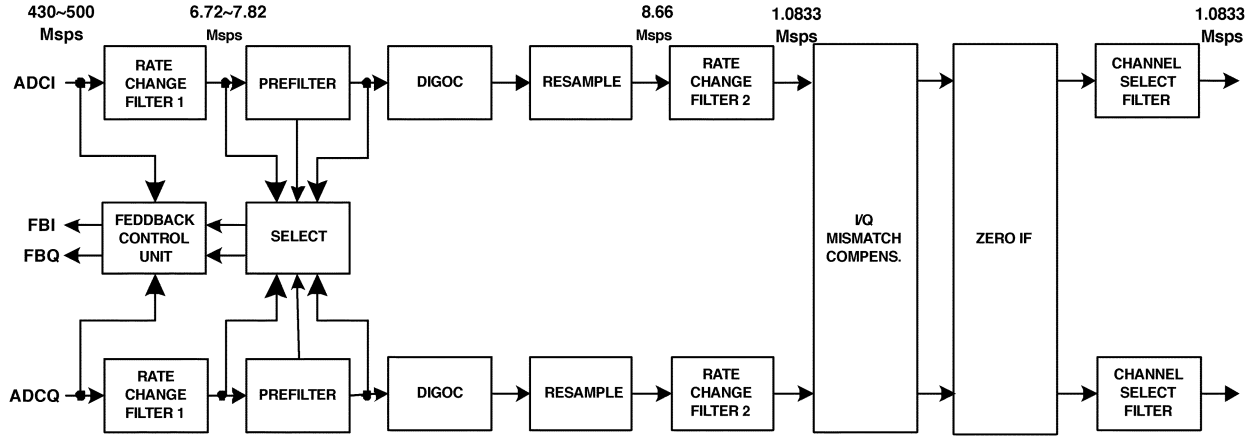 430~500 6.72~7.82 8.66 1.0833 1.0833
Msps Msps Msps Msps Msps
ADCI
RATE
CHANGE
FILTER 1
PREFILTER
DIGOC
RESAMPLE
RATE
CHANGE
FILTER 2
CHANNEL
SELECT
FILTER
FBI
FBQ
FEDDBACK
CONTROL
UNIT
SELECT
I/Q
MISMATCH
COMPENS.
ZERO IF
ADCQ
RATE
CHANGE
FILTER 1
PREFILTER
DIGOC
RESAMPLE
RATE
CHANGE
FILTER 2
CHANNEL
SELECT
FILTER